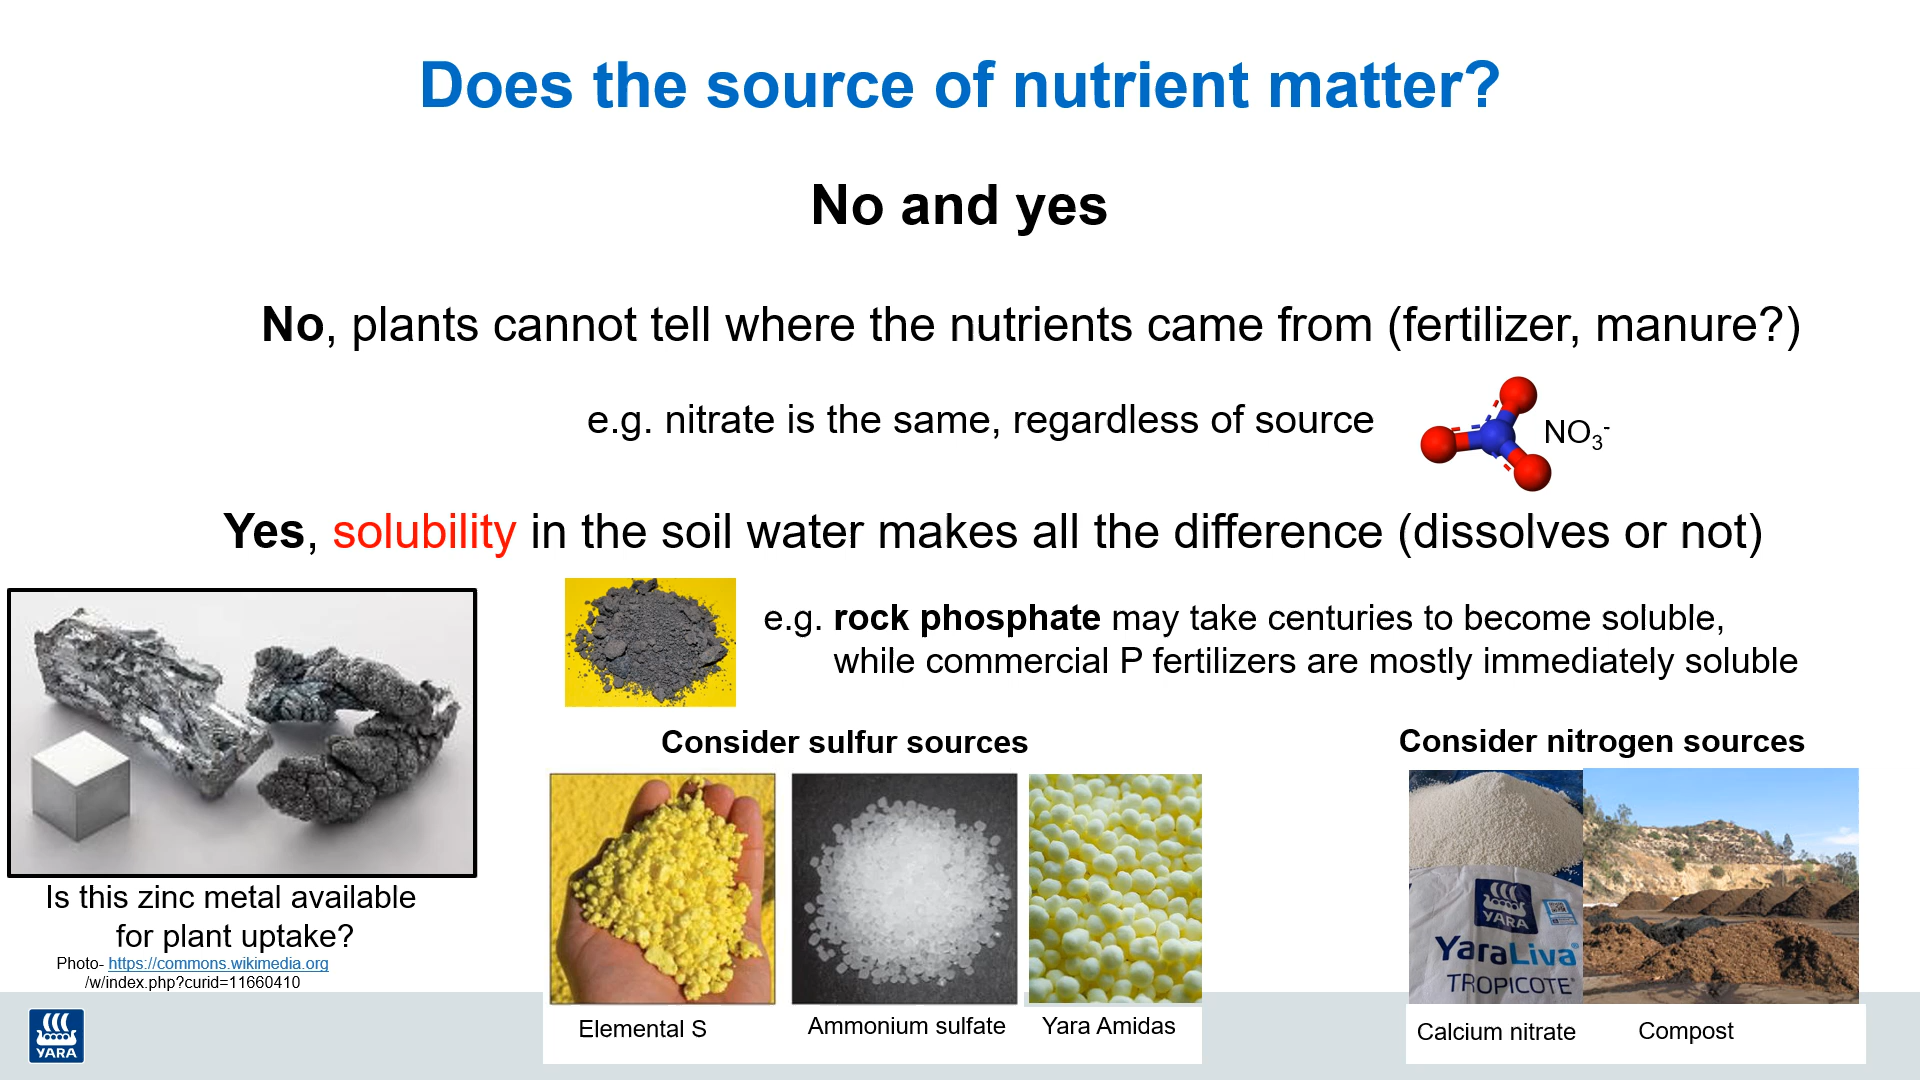 Does the source of nutrient matter?
No and yes
No, plants cannot tell where the nutrients came from (fertilizer, manure?)
e.g. nitrate is the same, regardless of source
NO3-
Yes, solubility in the soil water makes all the difference (dissolves or not)
e.g. rock phosphate may take centuries to become soluble,
while commercial P fertilizers are mostly immediately soluble
Is this zinc metal available
for plant uptake?
Photo- https://commons.wikimedia.org
/w/index.php?curid=11660410
Consider sulfur sources
Elemental S
Ammonium sulfate
Yara Amidas
Consider nitrogen sources
YARA
YaraLiva
TROPICOTE
Calcium nitrate
Compost
YARA